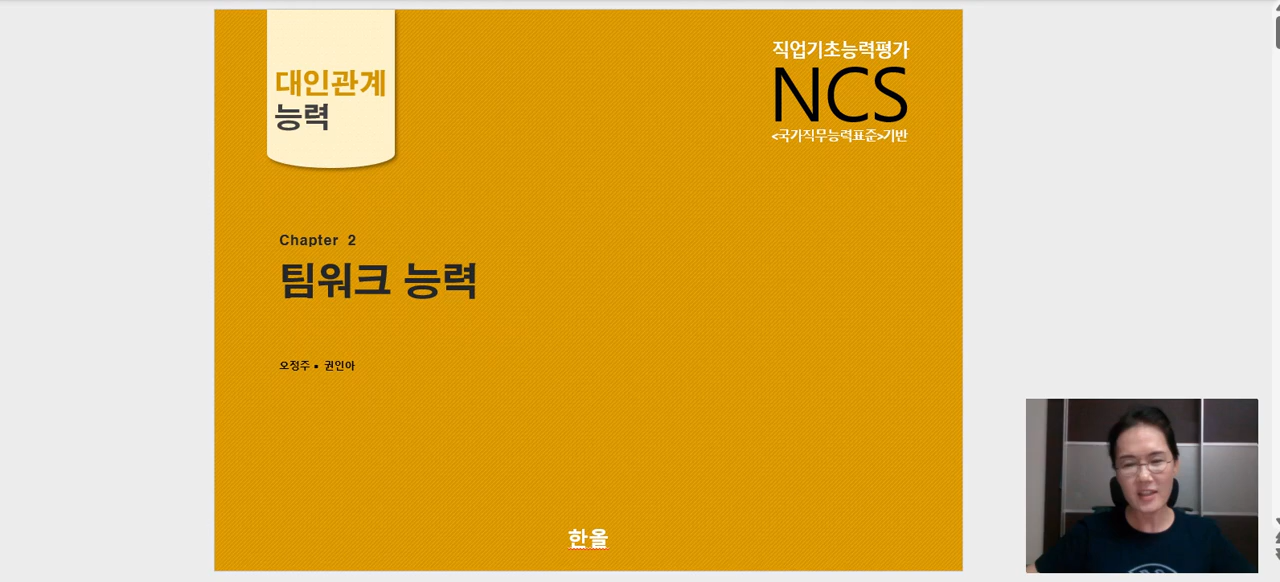 대인관계
능력
직업기초능력평가
NCS
<국가직무능력표준>기반
Chapter 2
팀워크 능력
오정주 ▪ 권인아
한올